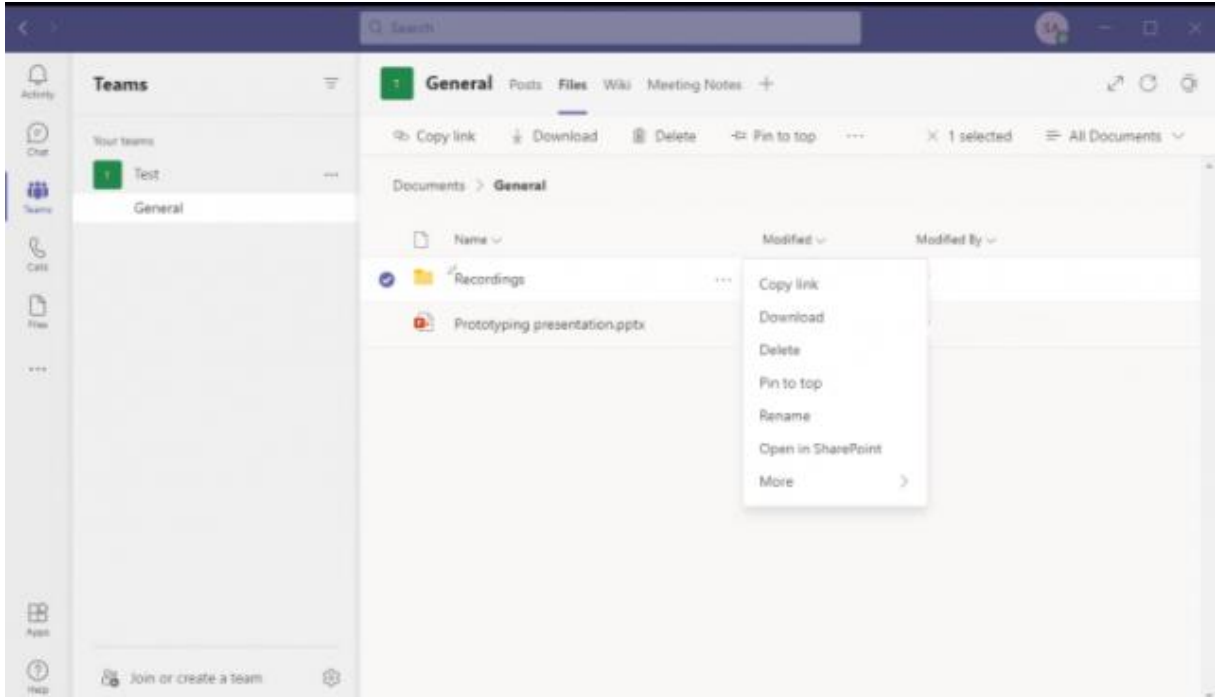 Search
SA
Activity
Chat
Teams
Calls
Files
Apps
Help
Teams
Your teams
T Test
General
Join or create a team
T General Posts Files Wiki Meeting Notes
Copy link Download Delete Pin to top 1 selected All Documents
Documents > General
Name Modified Modified By
Recordings
Prototyping presentation.pptx
Copy link
Download
Delete
Pin to top
Rename
Open in SharePoint
More